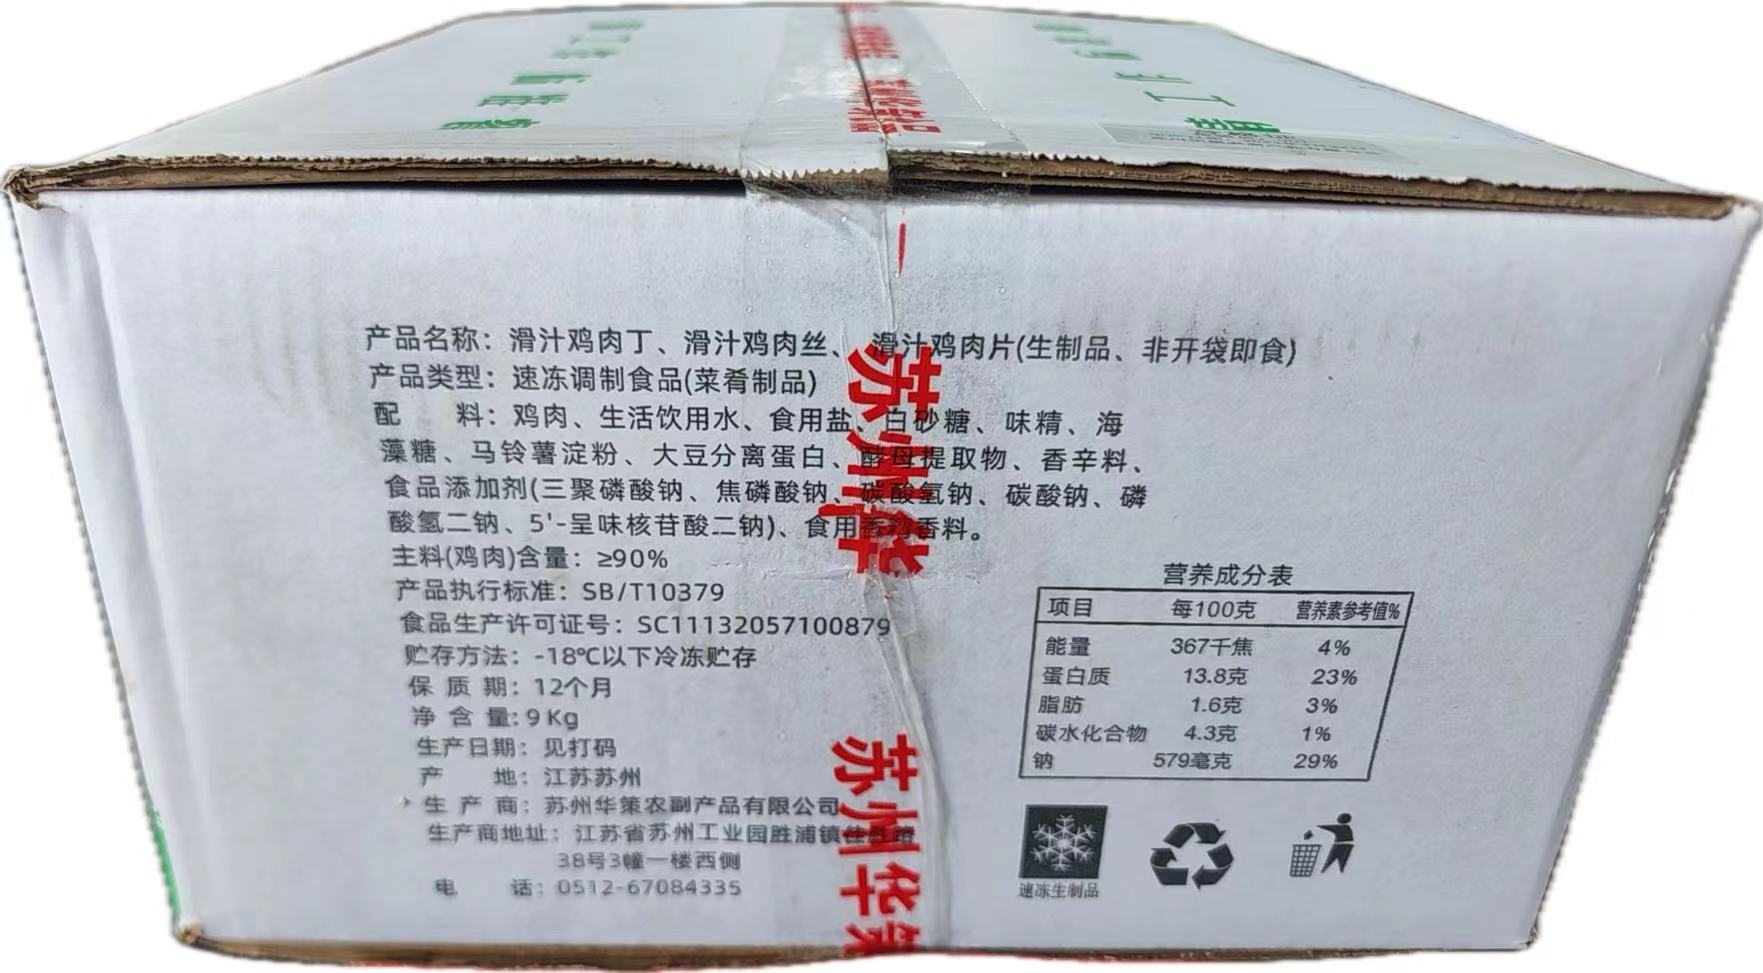 产品名称：滑汁鸡肉丁、滑汁鸡肉丝、滑汁鸡肉片(生制品、非开袋即食)
产品类型：速冻调制食品(菜肴制品)
配 料：鸡肉、生活饮用水、食用盐、白砂糖、味精、海
藻糖、马铃薯淀粉、大豆分离蛋白、酵母提取物、香辛料、
食品添加剂(三聚磷酸钠、焦磷酸钠、碳酸氢钠、碳酸钠、磷
酸氢二钠、5'-呈味核苷酸二钠)、食用香精香料。
主料(鸡肉)含量：≥90%
产品执行标准：SB/T10379
食品生产许可证号：SC11132057100879
贮存方法：-18℃以下冷冻贮存
保 质 期：12个月
净 含 量：9Kg
生产日期：见打码
产 地：江苏苏州
生 产 商：苏州华策农副产品有限公司
生产商地址：江苏省苏州工业园胜浦镇
38号3幢一楼西侧
电 话：0512-67084335
营养成分表
项目 每100克 营养素参考值%
能量 367千焦 4%
蛋白质 13.8克 23%
脂肪 1.6克 3%
碳水化合物 4.3克 1%
钠 579毫克 29%
速冻生制品
苏州华
苏州华策